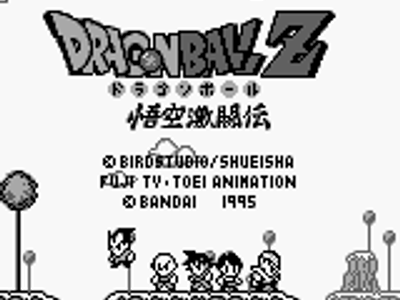 DRAGONBALL Z
ドラゴンボール
悟空激闘伝
© BIRDSTUDIO/SHUEISHA
FUJI TV・TOEI ANIMATION
© BANDAI 1995